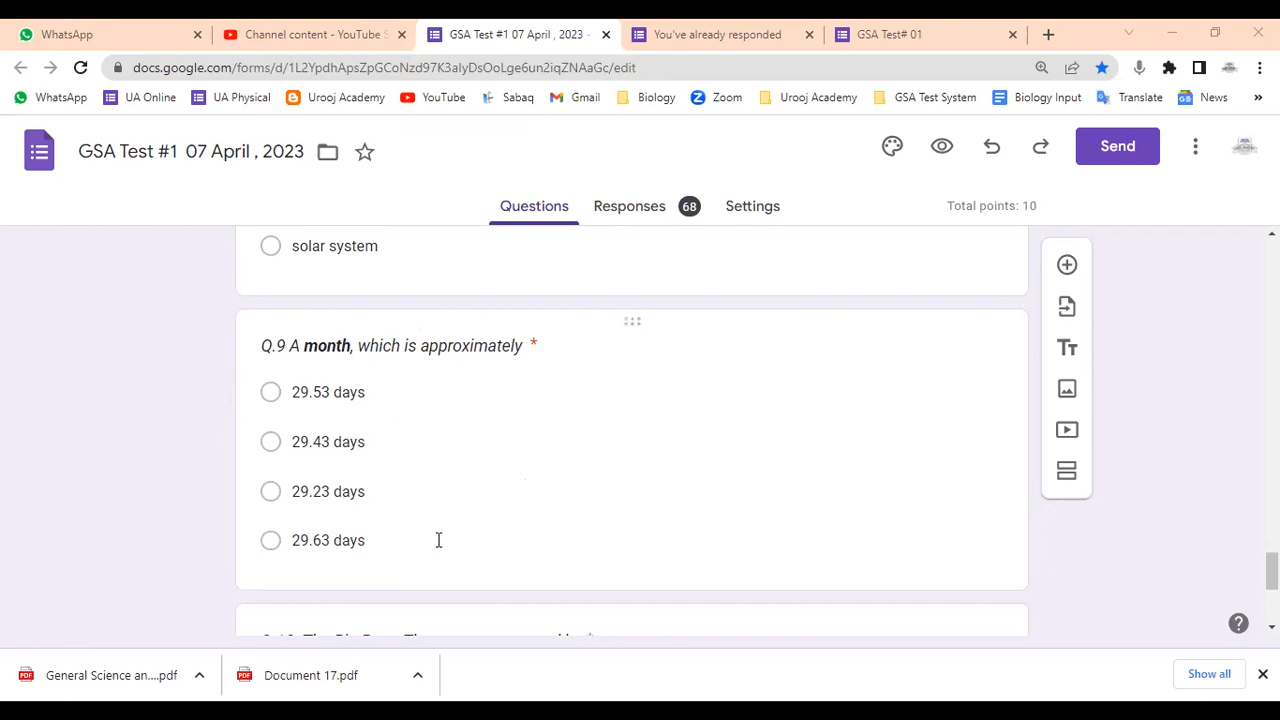 WhatsApp
Channel content - YouTube S
GSA Test #1 07 April , 2023 -
You've already responded
GSA Test# 01
docs.google.com/forms/d/1L2YpdhApsZpGCoNzd97K3alyDsOoLge6un2iqZNAaGc/edit
WhatsApp
UA Online
UA Physical
Urooj Academy
YouTube
Sabaq
Gmail
Biology
Zoom
Urooj Academy
GSA Test System
Biology Input
Translate
News
»
GSA Test #1 07 April , 2023
Send
Questions
Responses 68
Settings
Total points: 10
solar system
Q.9 A month, which is approximately *
29.53 days
29.43 days
29.23 days
29.63 days
General Science an....pdf
Document 17.pdf
Show all